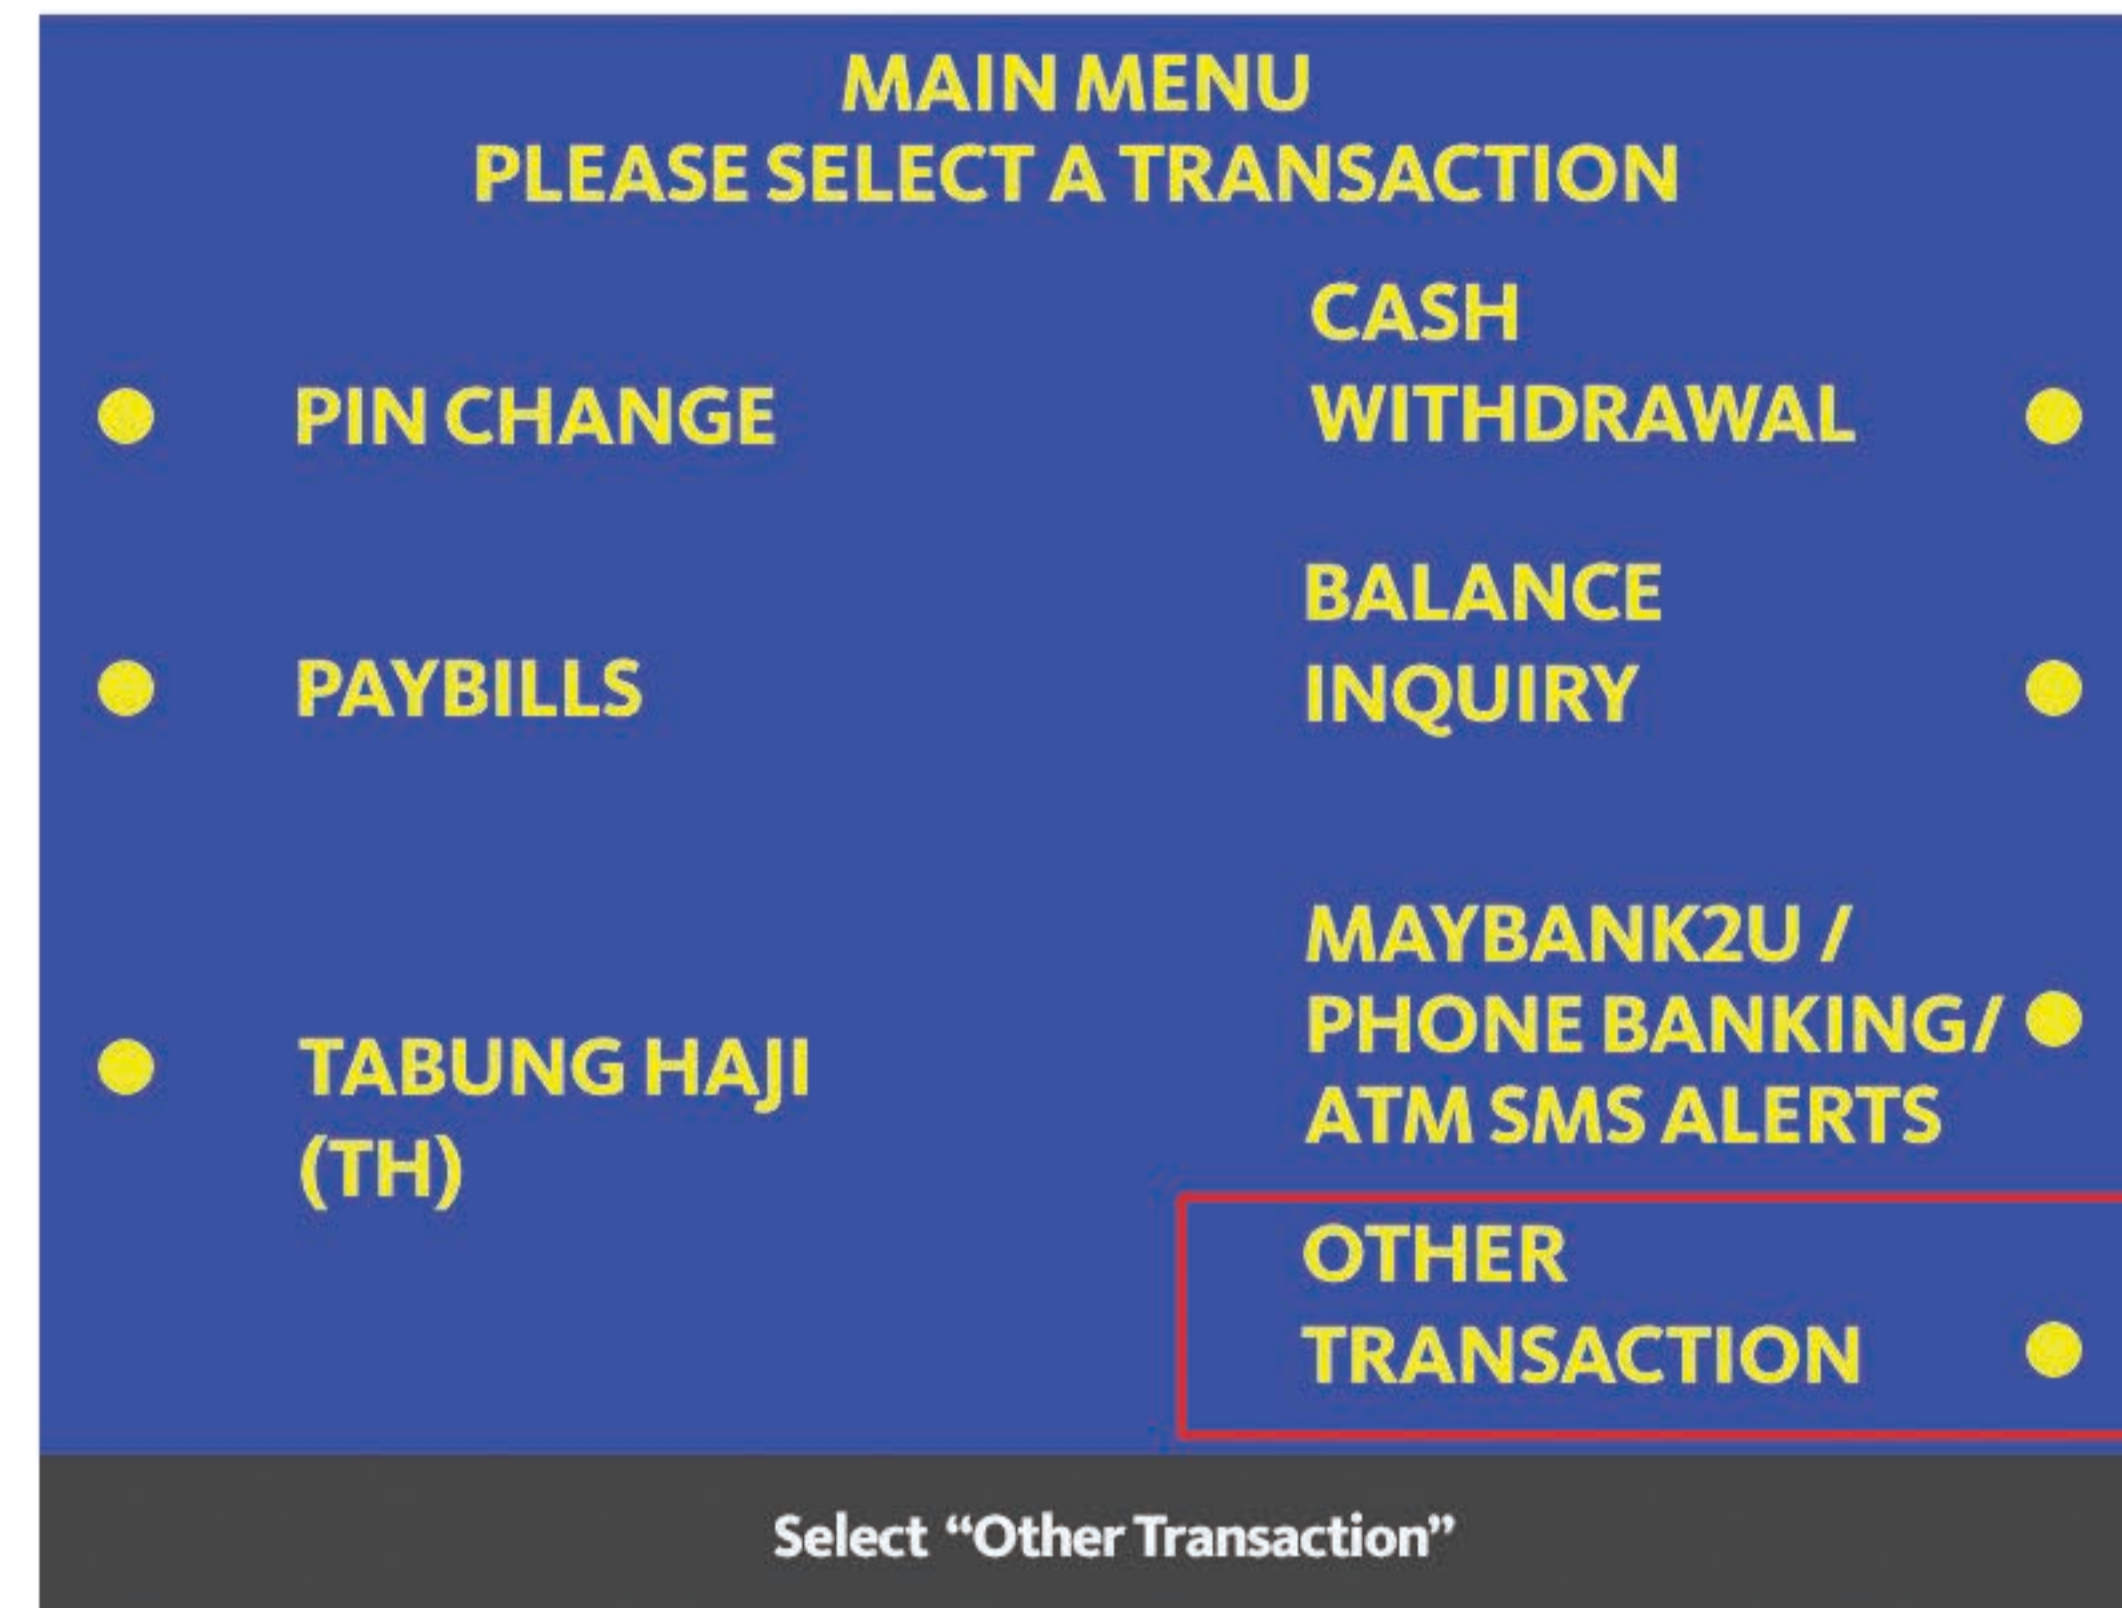 MAIN MENU
PLEASE SELECT A TRANSACTION
PIN CHANGE
PAYBILLS
TABUNG HAJI
(TH)
CASH
WITHDRAWAL
BALANCE
INQUIRY
MAYBANK2U /
PHONE BANKING/
ATM SMS ALERTS
OTHER
TRANSACTION
Select “Other Transaction”